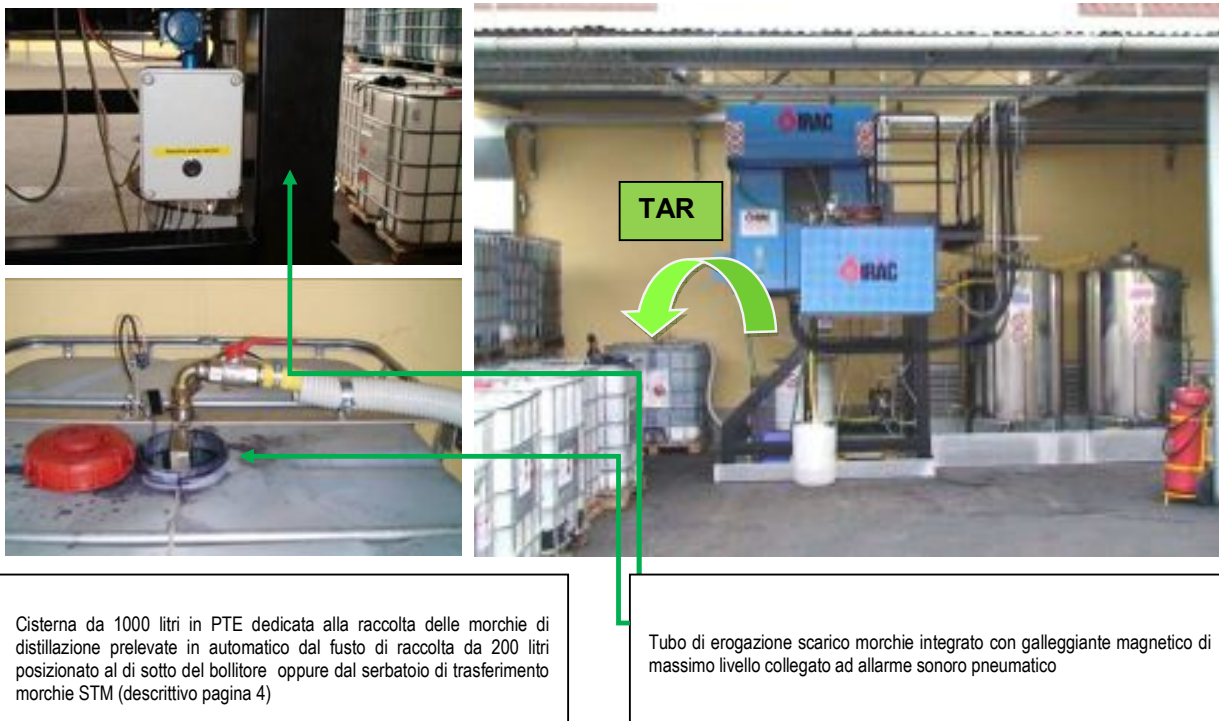 IRAC
TAR
IRAC
Cisterna da 1000 litri in PTE dedicata alla raccolta delle morchie di
distillazione prelevate in automatico dal fusto di raccolta da 200 litri
posizionato al di sotto del bollitore oppure dal serbatoio di trasferimento
morchie STM (descrittivo pagina 4)
Tubo di erogazione scarico morchie integrato con galleggiante magnetico di
massimo livello collegato ad allarme sonoro pneumatico